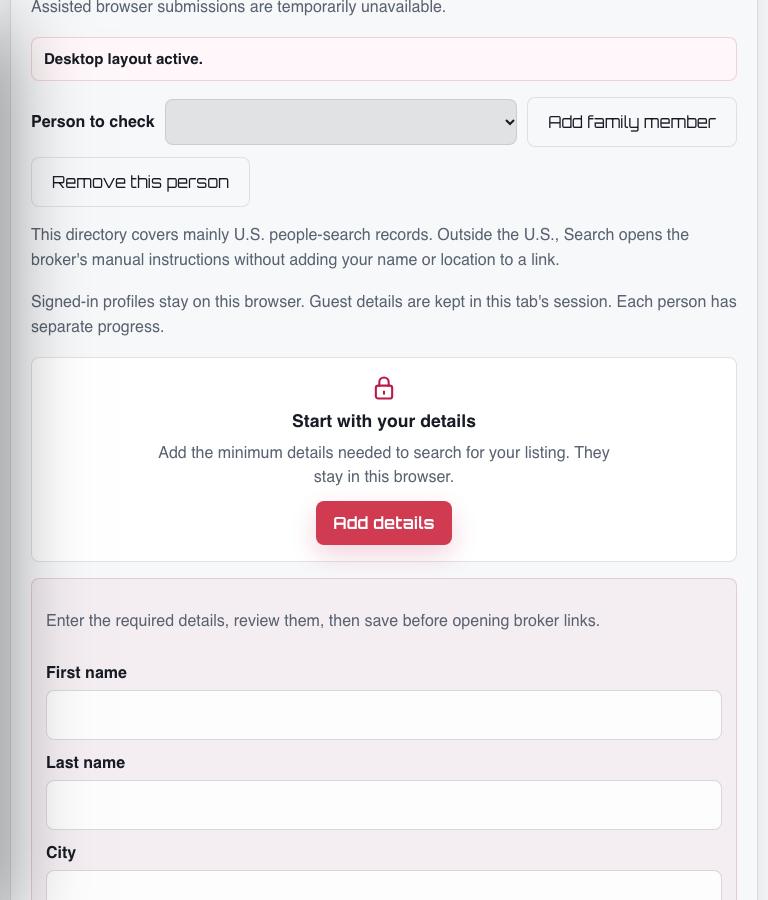 Assisted browser submissions are temporarily unavailable.
Desktop layout active.
Person to check
Add family member
Remove this person
This directory covers mainly U.S. people-search records. Outside the U.S., Search opens the
broker's manual instructions without adding your name or location to a link.
Signed-in profiles stay on this browser. Guest details are kept in this tab's session. Each person has
separate progress.
Start with your details
Add the minimum details needed to search for your listing. They
stay in this browser.
Add details
Enter the required details, review them, then save before opening broker links.
First name
Last name
City